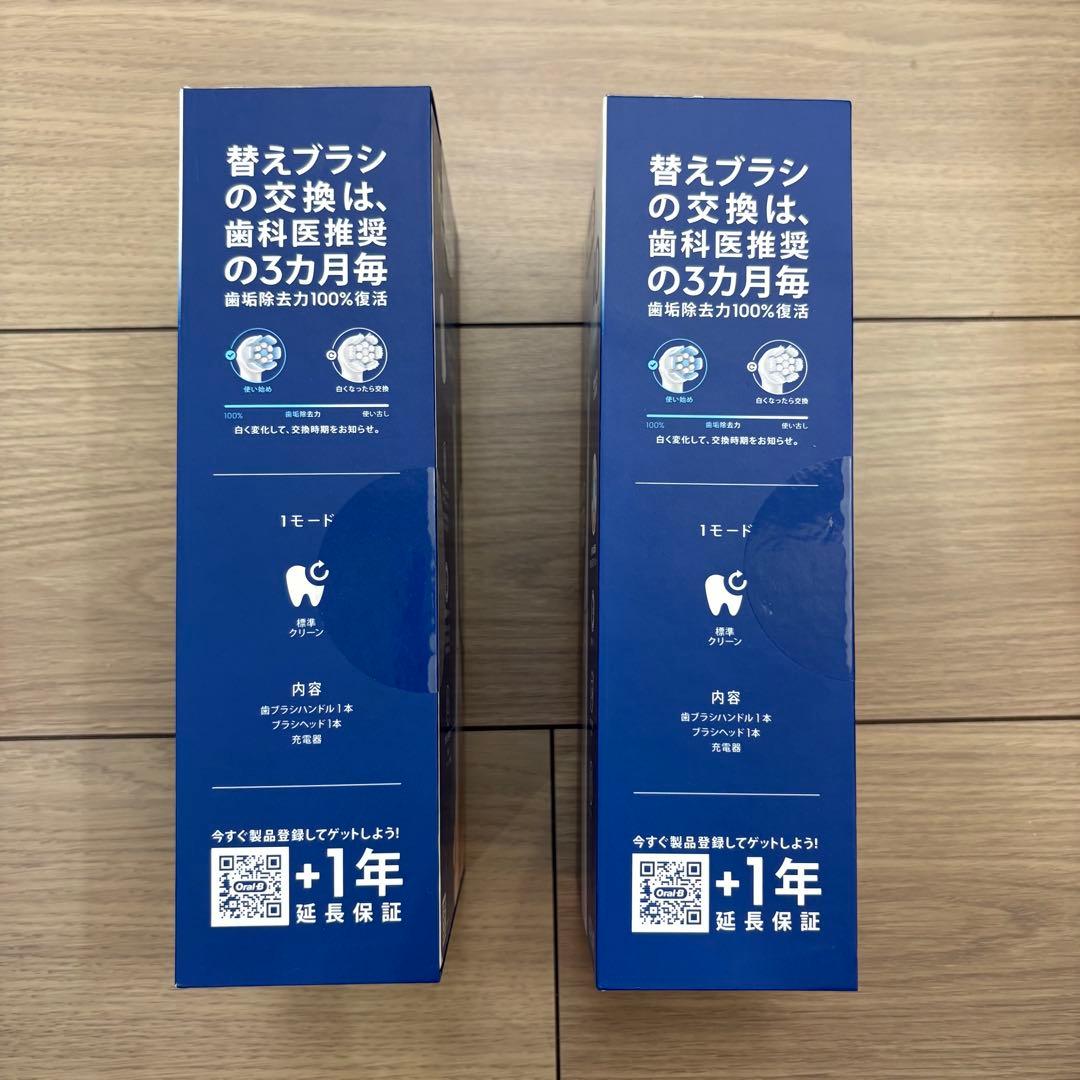 替えブラシ
の交換は、
歯科医推奨
の3カ月毎
歯垢除去力100%復活
使い始め
白くなったら交換
100%
歯垢除去力
使い古し
白く変化して、交換時期をお知らせ。
1モード
標準
クリーン
内容
歯ブラシハンドル1本
ブラシヘッド1本
充電器
今すぐ製品登録してゲットしよう!
Oral-B
+1年
延長保証
替えブラシ
の交換は、
歯科医推奨
の3カ月毎
歯垢除去力100%復活
使い始め
白くなったら交換
100%
歯垢除去力
使い古し
白く変化して、交換時期をお知らせ。
1モード
標準
クリーン
内容
歯ブラシハンドル1本
ブラシヘッド1本
充電器
今すぐ製品登録してゲットしよう!
Oral-B
+1年
延長保証